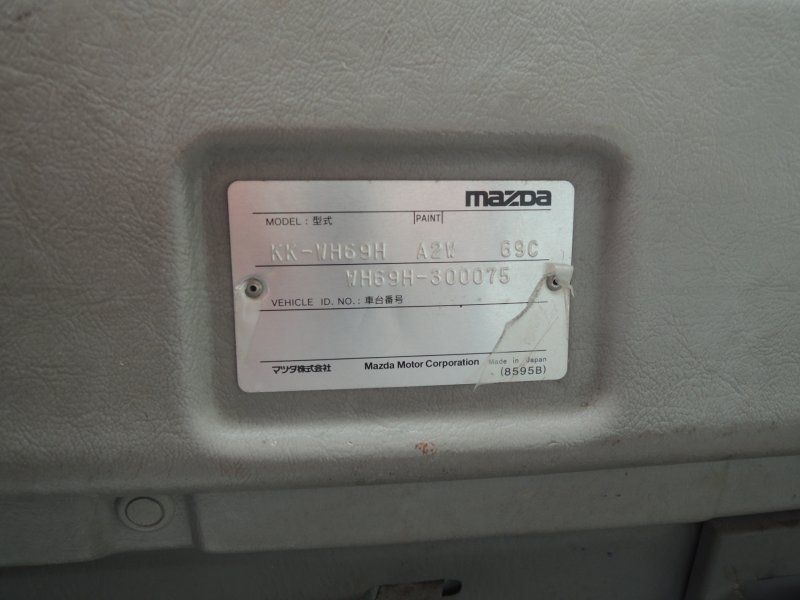 mazda
MODEL : 型式 PAINT
KK-WH69H A2W 69C
WH69H-300075
VEHICLE ID. NO.: 車台番号
マツダ株式会社 Mazda Motor Corporation Made in Japan
(8595B)